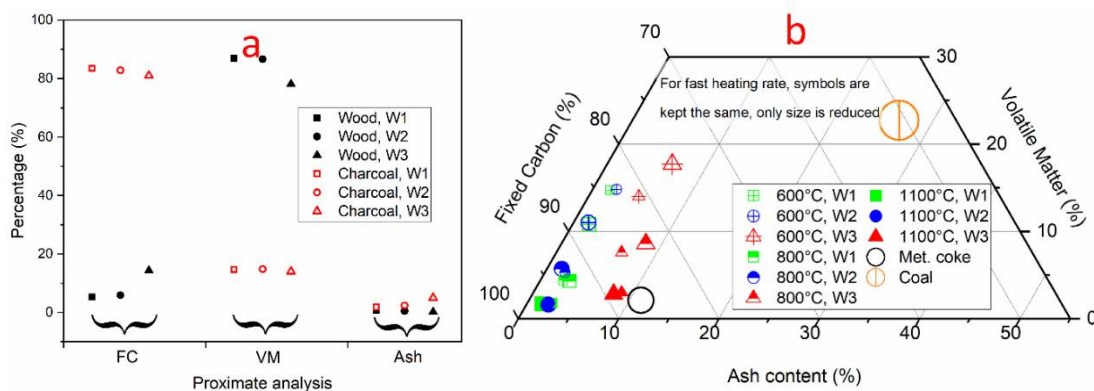 a
100
80
60
40
20
0
Percentage (%)
Wood, W1
Wood, W2
Wood, W3
Charcoal, W1
Charcoal, W2
Charcoal, W3
FC VM Ash
Proximate analysis
b
70
80
90
100
Fixed Carbon (%)
For fast heating rate, symbols are
kept the same, only size is reduced
30
20
10
0
Volatile Matter (%)
600°C, W1
600°C, W2
600°C, W3
800°C, W1
800°C, W2
800°C, W3
1100°C, W1
1100°C, W2
1100°C, W3
Met. coke
Coal
0 10 20 30 40 50
Ash content (%)